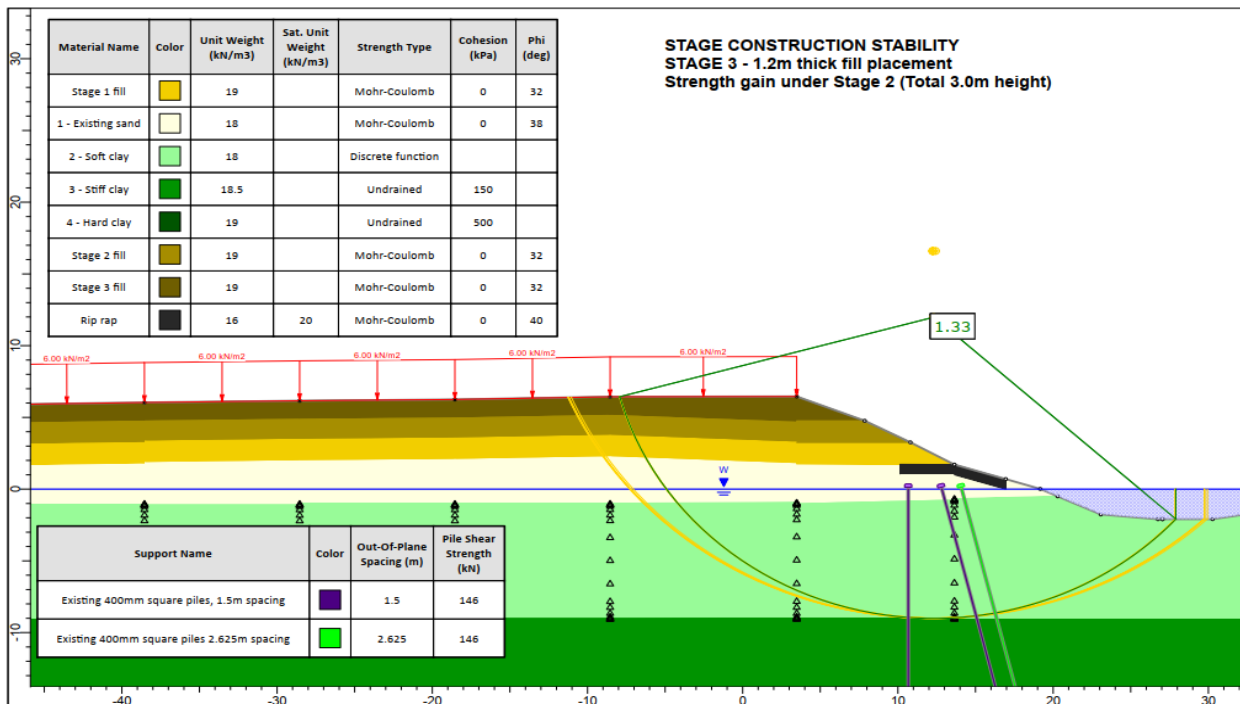 STAGE CONSTRUCTION STABILITY
STAGE 3 - 1.2m thick fill placement
Strength gain under Stage 2 (Total 3.0m height)
Material Name Color Unit Weight (kN/m3) Sat. Unit Weight (kN/m3) Strength Type Cohesion (kPa) Phi (deg)
Stage 1 fill 19 Mohr-Coulomb 0 32
1 - Existing sand 18 Mohr-Coulomb 0 38
2 - Soft clay 18 Discrete function
3 - Stiff clay 18.5 Undrained 150
4 - Hard clay 19 Undrained 500
Stage 2 fill 19 Mohr-Coulomb 0 32
Stage 3 fill 19 Mohr-Coulomb 0 32
Rip rap 16 20 Mohr-Coulomb 0 40
1.33
6.00 kN/m2 6.00 kN/m2 6.00 kN/m2 6.00 kN/m2 6.00 kN/m2
W
Support Name Color Out-Of-Plane Spacing (m) Pile Shear Strength (kN)
Existing 400mm square piles, 1.5m spacing 1.5 146
Existing 400mm square piles 2.625m spacing 2.625 146
30
20
10
0
-10
-40 -30 -20 -10 0 10 20 30